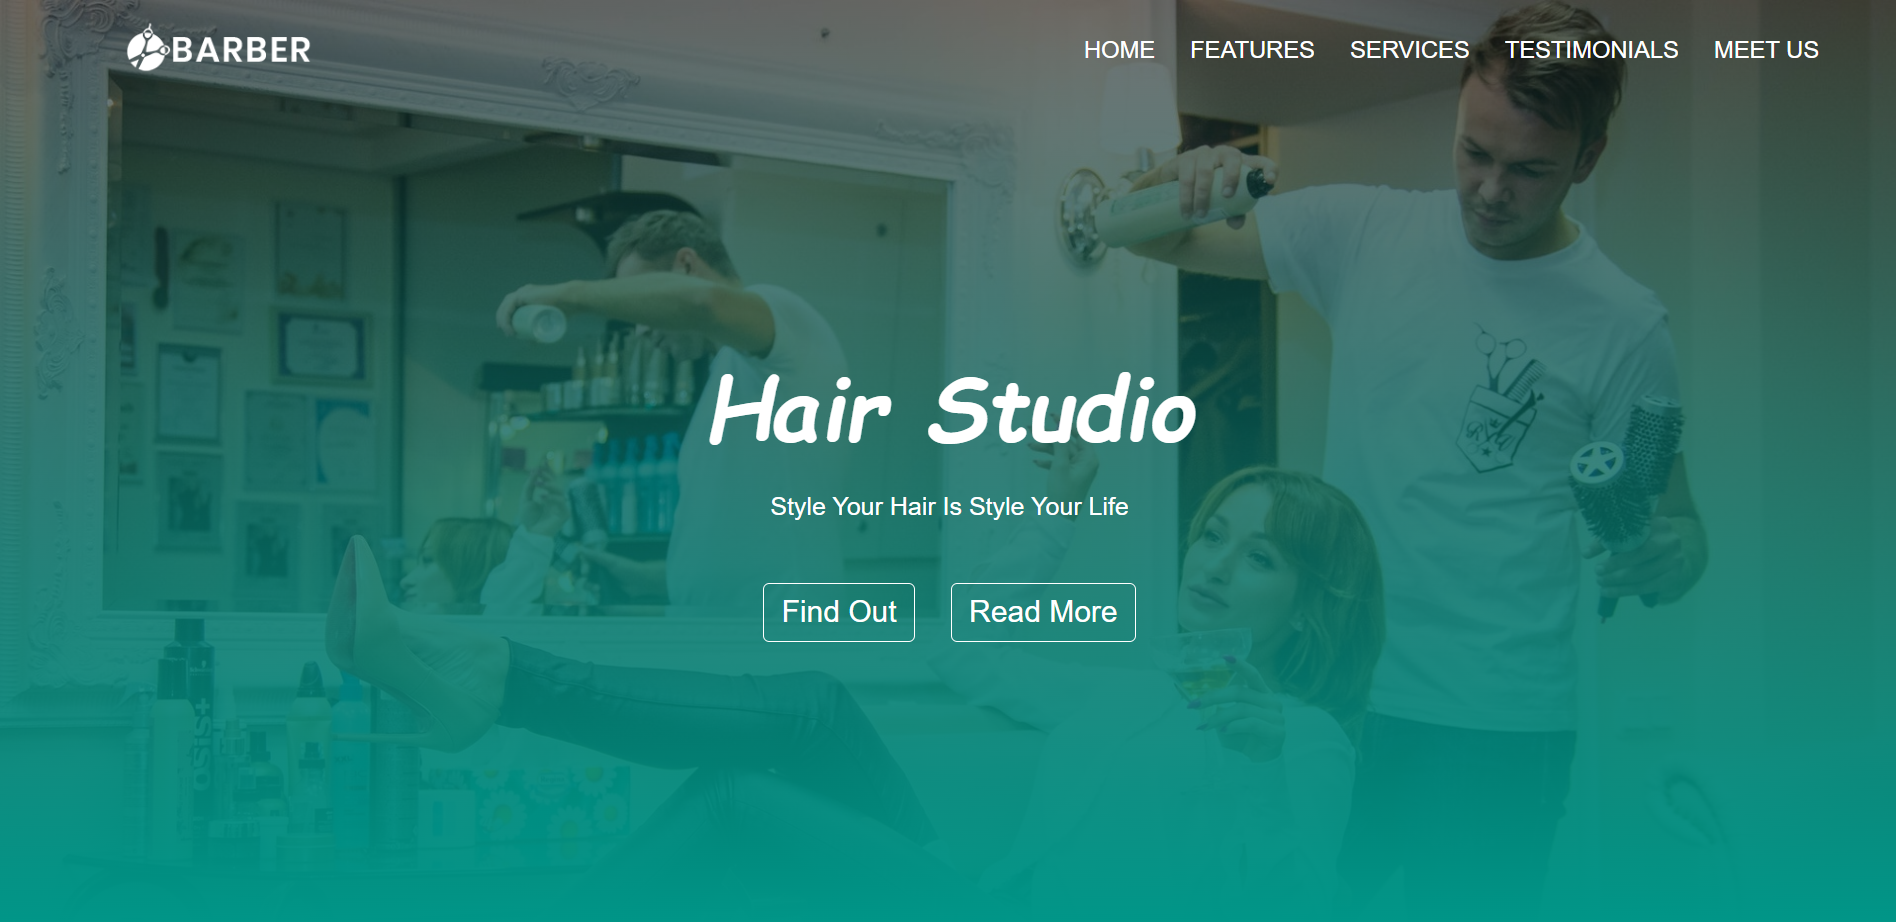 BARBER
HOME FEATURES SERVICES TESTIMONIALS MEET US
Hair Studio
Style Your Hair Is Style Your Life
Find Out Read More
OSiS+